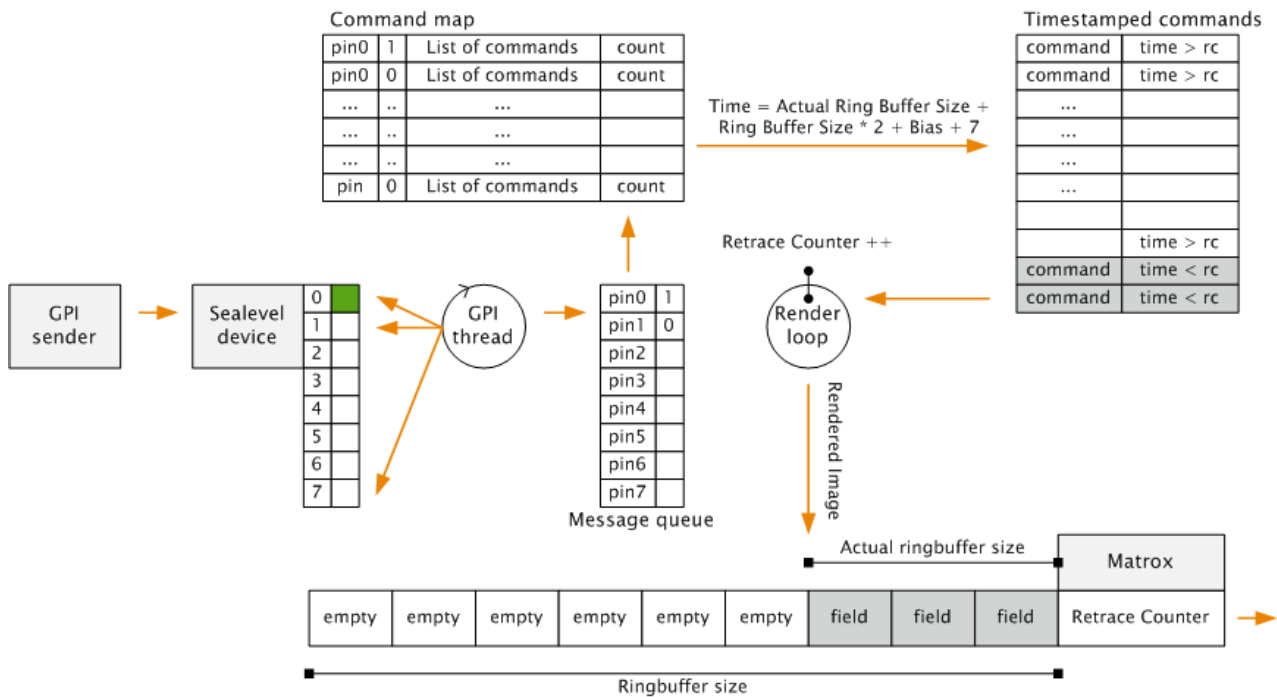 Command map
pin0 1 List of commands count
pin0 0 List of commands count
... .. ...
... .. ...
... .. ...
pin 0 List of commands count
Time = Actual Ring Buffer Size +
Ring Buffer Size * 2 + Bias + 7
Timestamped commands
command time > rc
command time > rc
...
...
...
...
time > rc
command time < rc
command time < rc
Retrace Counter ++
GPI
sender
Sealevel
device
0
1
2
3
4
5
6
7
GPI
thread
pin0 1
pin1 0
pin2
pin3
pin4
pin5
pin6
pin7
Message queue
Render
loop
Rendered Image
Actual ringbuffer size
Matrox
empty empty empty empty empty empty field field field Retrace Counter
Ringbuffer size